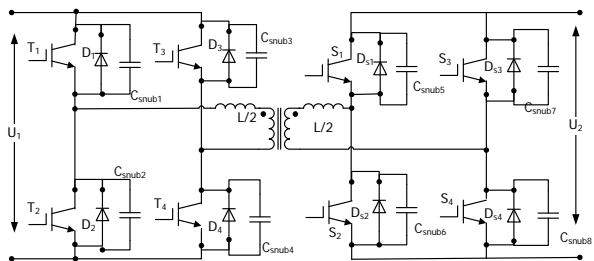 T1 D1 Csnub1
T3 D3 Csnub3
S1 Ds1 Csnub5
S3 Ds3 Csnub7
U1
L/2
L/2
U2
T2 D2 Csnub2
T4 D4 Csnub4
S2 Ds2 Csnub6
S4 Ds4 Csnub8